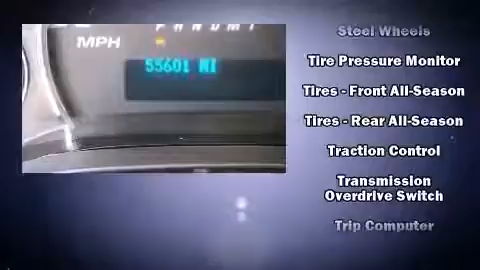 P R N D M 1
MPH
55601 MI
Steel Wheels
Tire Pressure Monitor
Tires - Front All-Season
Tires - Rear All-Season
Traction Control
Transmission
Overdrive Switch
Trip Computer